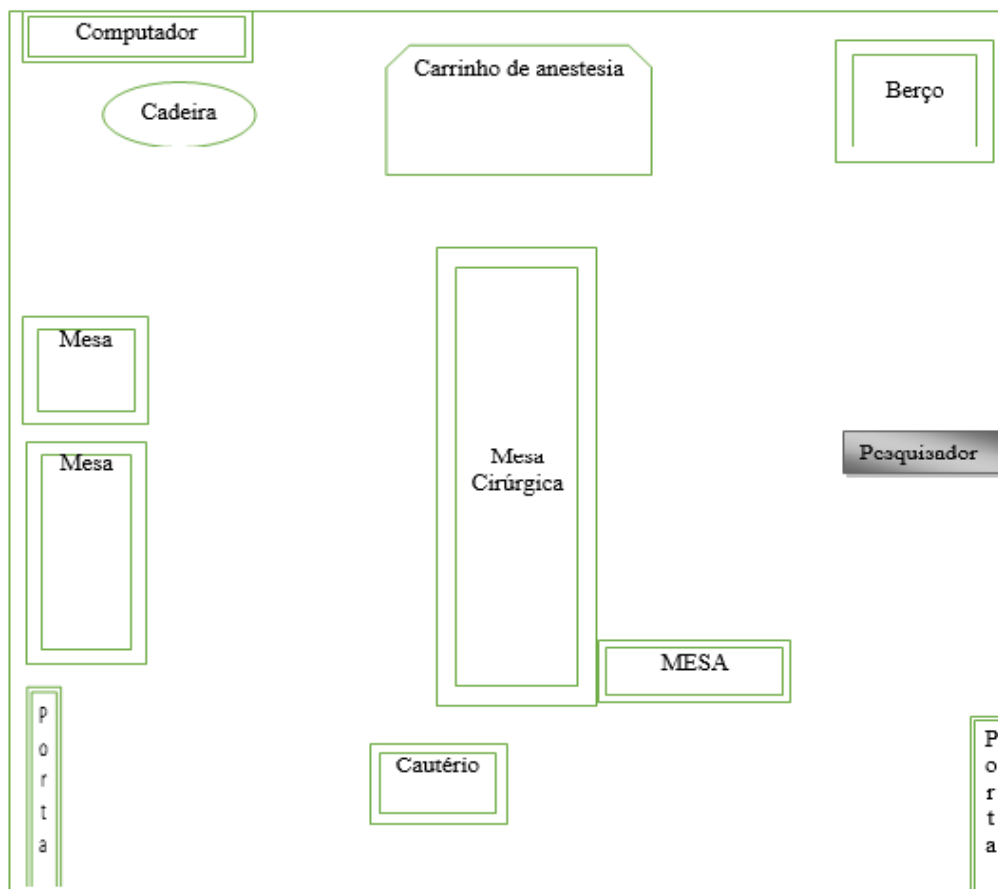 Computador
Carrinho de anestesia
Berço
Cadeira
Mesa
Mesa
Mesa
Cirúrgica
Pesquisador
MESA
Cautério
P
o
r
t
a
P
o
r
t
a